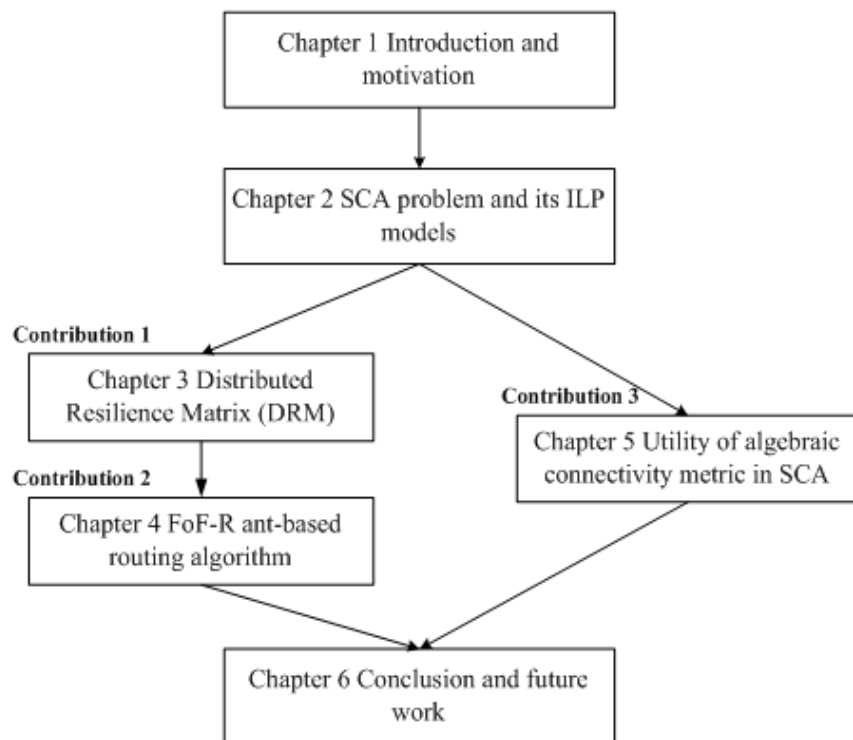 Chapter 1 Introduction and
motivation
Chapter 2 SCA problem and its ILP
models
Contribution 1
Chapter 3 Distributed
Resilience Matrix (DRM)
Contribution 2
Chapter 4 FoF-R ant-based
routing algorithm
Contribution 3
Chapter 5 Utility of algebraic
connectivity metric in SCA
Chapter 6 Conclusion and future
work